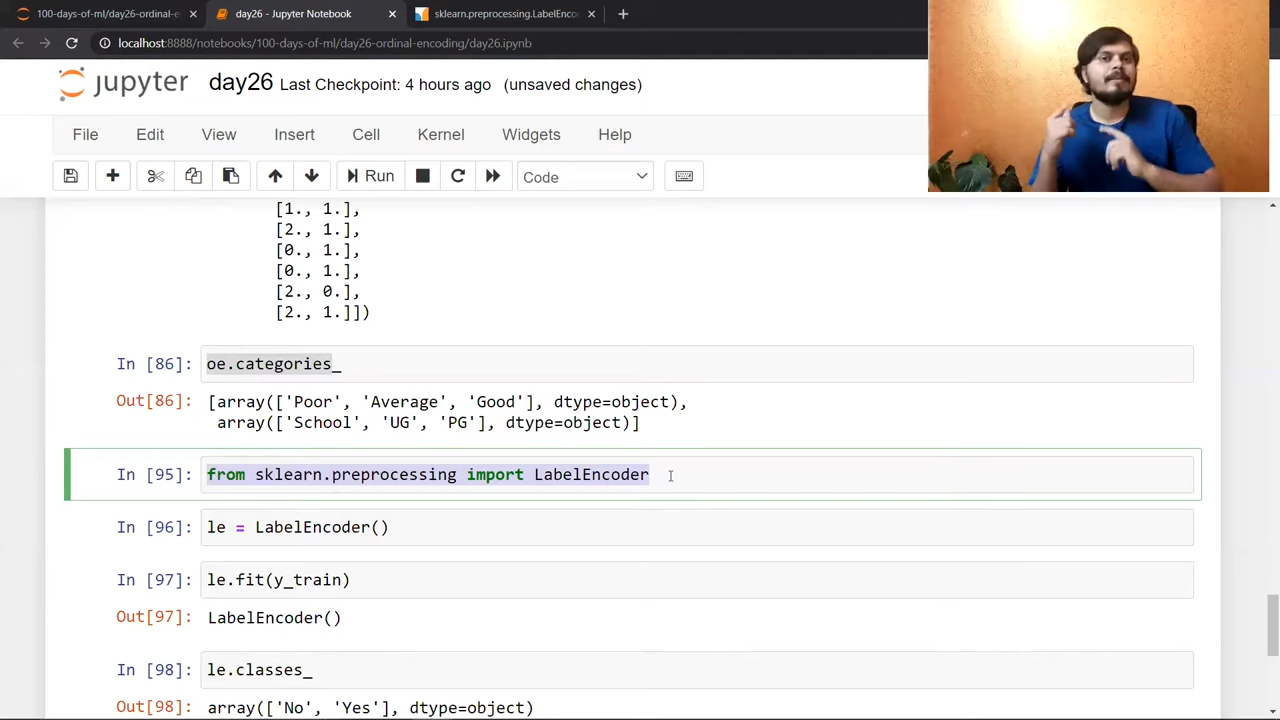 100-days-of-ml/day26-ordinal-e
day26 - Jupyter Notebook
sklearn.preprocessing.LabelEnco
localhost:8888/notebooks/100-days-of-ml/day26-ordinal-encoding/day26.ipynb
jupyter day26 Last Checkpoint: 4 hours ago (unsaved changes)
File Edit View Insert Cell Kernel Widgets Help
Run Code
[1., 1.],
[2., 1.],
[0., 1.],
[0., 1.],
[2., 0.],
[2., 1.]])
In [86]: oe.categories_
Out[86]: [array(['Poor', 'Average', 'Good'], dtype=object),
array(['School', 'UG', 'PG'], dtype=object)]
In [95]: from sklearn.preprocessing import LabelEncoder
In [96]: le = LabelEncoder()
In [97]: le.fit(y_train)
Out[97]: LabelEncoder()
In [98]: le.classes_
Out[98]: array(['No', 'Yes'], dtype=object)